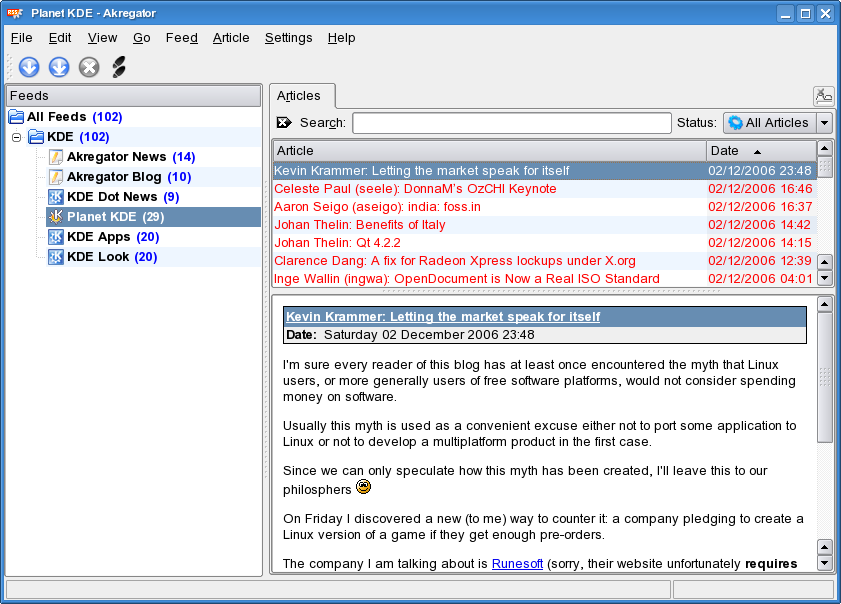 Planet KDE - Akregator
File Edit View Go Feed Article Settings Help
Feeds
All Feeds (102)
KDE (102)
Akregator News (14)
Akregator Blog (10)
KDE Dot News (9)
Planet KDE (29)
KDE Apps (20)
KDE Look (20)
Articles
Search: Status: All Articles
Article Date
Kevin Krammer: Letting the market speak for itself 02/12/2006 23:48
Celeste Paul (seele): DonnaM's OzCHI Keynote 02/12/2006 16:46
Aaron Seigo (aseigo): india: foss.in 02/12/2006 16:37
Johan Thelin: Benefits of Italy 02/12/2006 14:42
Johan Thelin: Qt 4.2.2 02/12/2006 14:15
Clarence Dang: A fix for Radeon Xpress lockups under X.org 02/12/2006 12:39
Inge Wallin (ingwa): OpenDocument is Now a Real ISO Standard 02/12/2006 04:01
Kevin Krammer: Letting the market speak for itself
Date: Saturday 02 December 2006 23:48
I'm sure every reader of this blog has at least once encountered the myth that Linux
users, or more generally users of free software platforms, would not consider spending
money on software.
Usually this myth is used as a convenient excuse either not to port some application to
Linux or not to develop a multiplatform product in the first case.
Since we can only speculate how this myth has been created, I'll leave this to our
philosphers
On Friday I discovered a new (to me) way to counter it: a company pledging to create a
Linux version of a game if they get enough pre-orders.
The company I am talking about is Runesoft (sorry, their website unfortunately requires